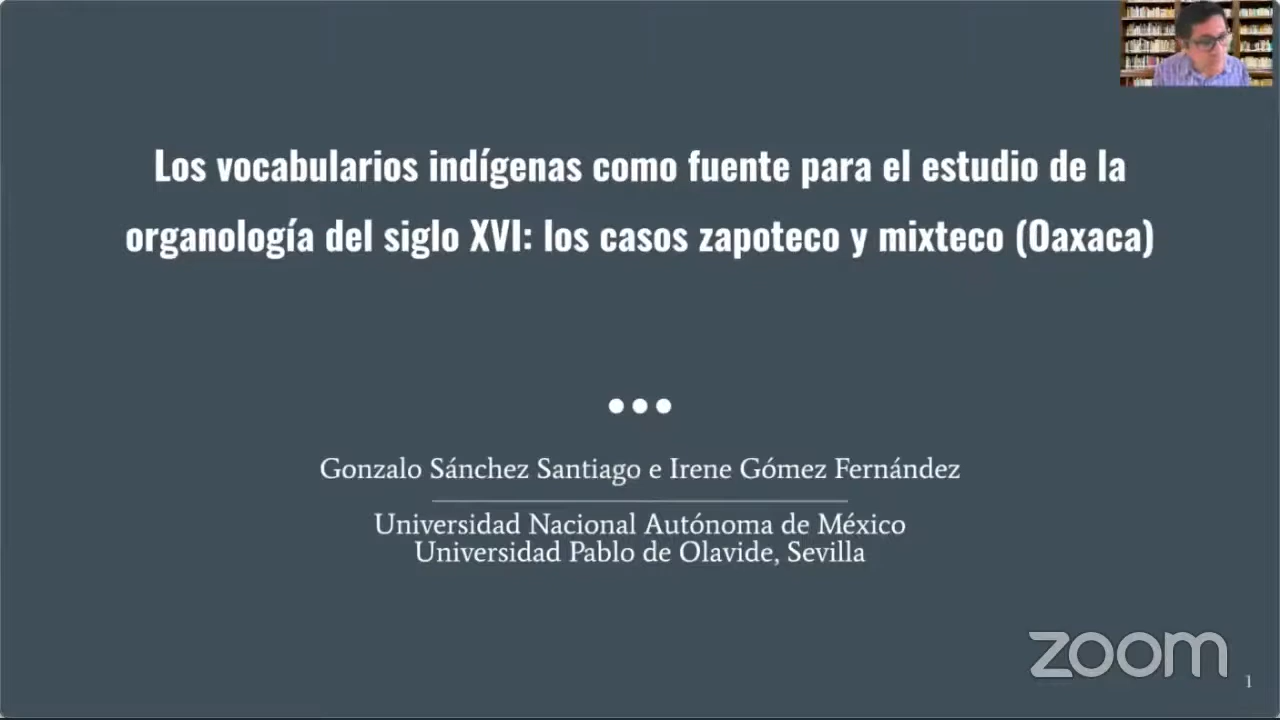 Los vocabularios indígenas como fuente para el estudio de la
organología del siglo XVI: los casos zapoteco y mixteco (Oaxaca)
Gonzalo Sánchez Santiago e Irene Gómez Fernández
Universidad Nacional Autónoma de México
Universidad Pablo de Olavide, Sevilla
zoom
1